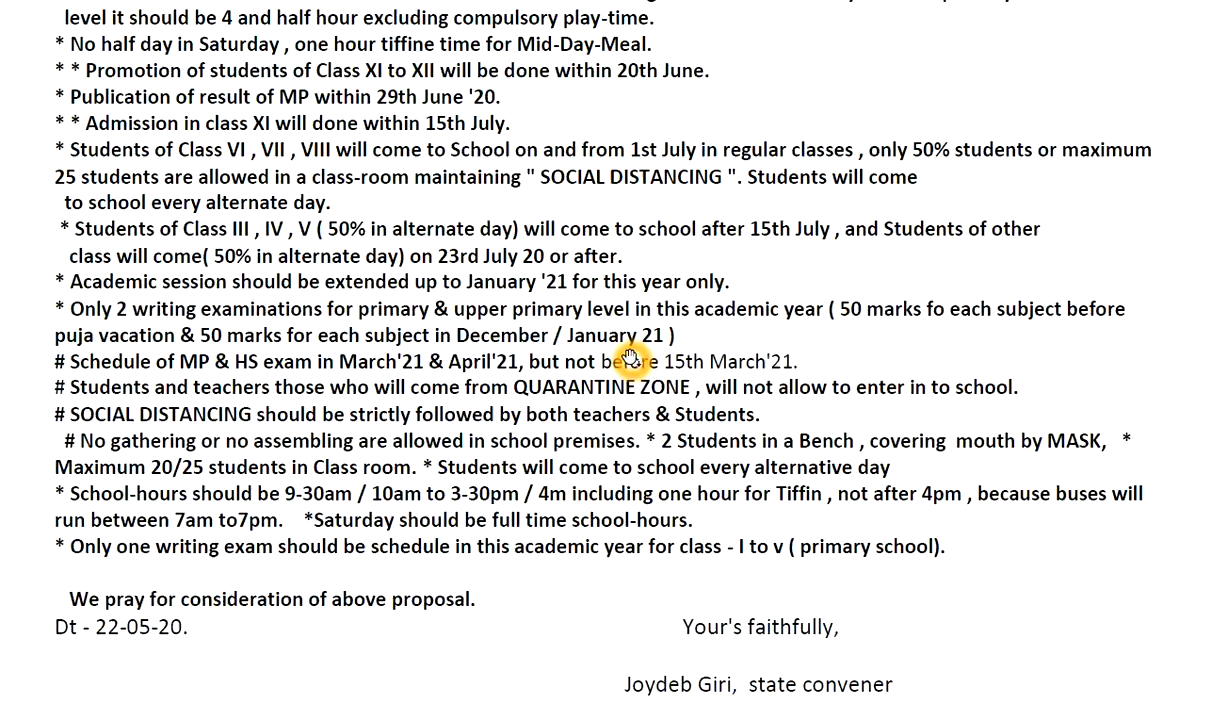 level it should be 4 and half hour excluding compulsory play-time.
* No half day in Saturday , one hour tiffine time for Mid-Day-Meal.
* * Promotion of students of Class XI to XII will be done within 20th June.
* Publication of result of MP within 29th June '20.
* * Admission in class XI will done within 15th July.
* Students of Class VI , VII , VIII will come to School on and from 1st July in regular classes , only 50% students or maximum
25 students are allowed in a class-room maintaining " SOCIAL DISTANCING ". Students will come
to school every alternate day.
* Students of Class III , IV , V ( 50% in alternate day) will come to school after 15th July , and Students of other
class will come( 50% in alternate day) on 23rd July 20 or after.
* Academic session should be extended up to January '21 for this year only.
* Only 2 writing examinations for primary & upper primary level in this academic year ( 50 marks fo each subject before
puja vacation & 50 marks for each subject in December / January 21 )
# Schedule of MP & HS exam in March'21 & April'21, but not before 15th March'21.
# Students and teachers those who will come from QUARANTINE ZONE , will not allow to enter in to school.
# SOCIAL DISTANCING should be strictly followed by both teachers & Students.
# No gathering or no assembling are allowed in school premises. * 2 Students in a Bench , covering mouth by MASK, *
Maximum 20/25 students in Class room. * Students will come to school every alternative day
* School-hours should be 9-30am / 10am to 3-30pm / 4m including one hour for Tiffin , not after 4pm , because buses will
run between 7am to7pm. *Saturday should be full time school-hours.
* Only one writing exam should be schedule in this academic year for class - I to v ( primary school).
We pray for consideration of above proposal.
Dt - 22-05-20. Your's faithfully,
Joydeb Giri, state convener